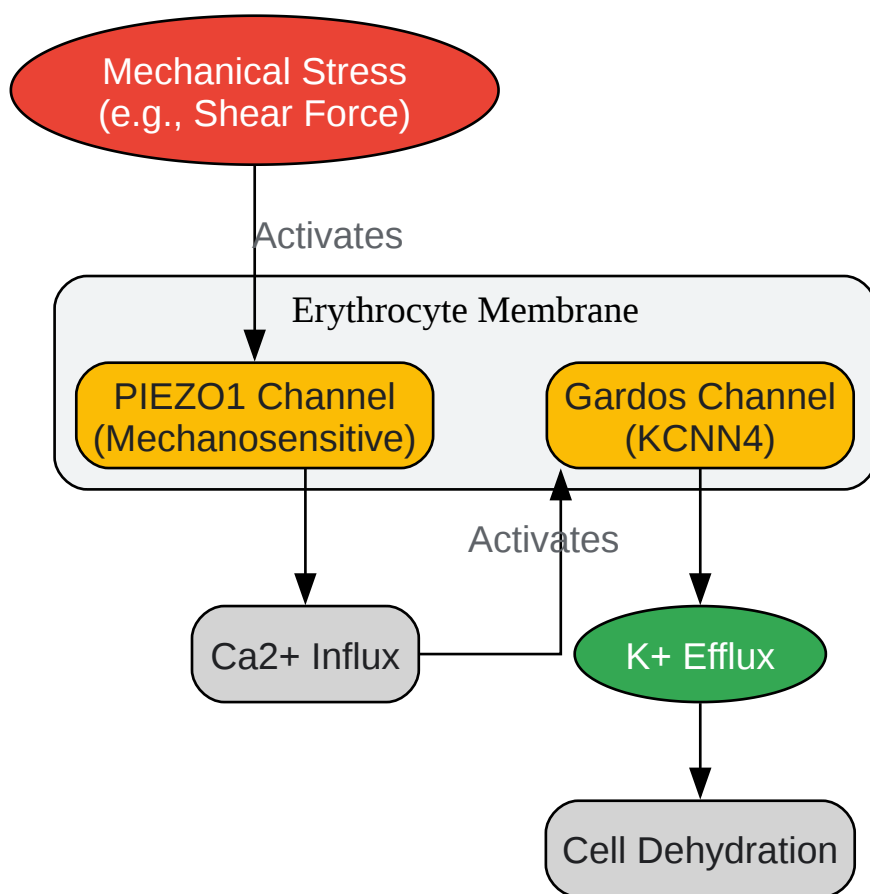 Mechanical Stress
(e.g., Shear Force)
Activates
Erythrocyte Membrane
PIEZO1 Channel
(Mechanosensitive)
Gardos Channel
(KCNN4)
Activates
Ca2+ Influx
K+ Efflux
Cell Dehydration